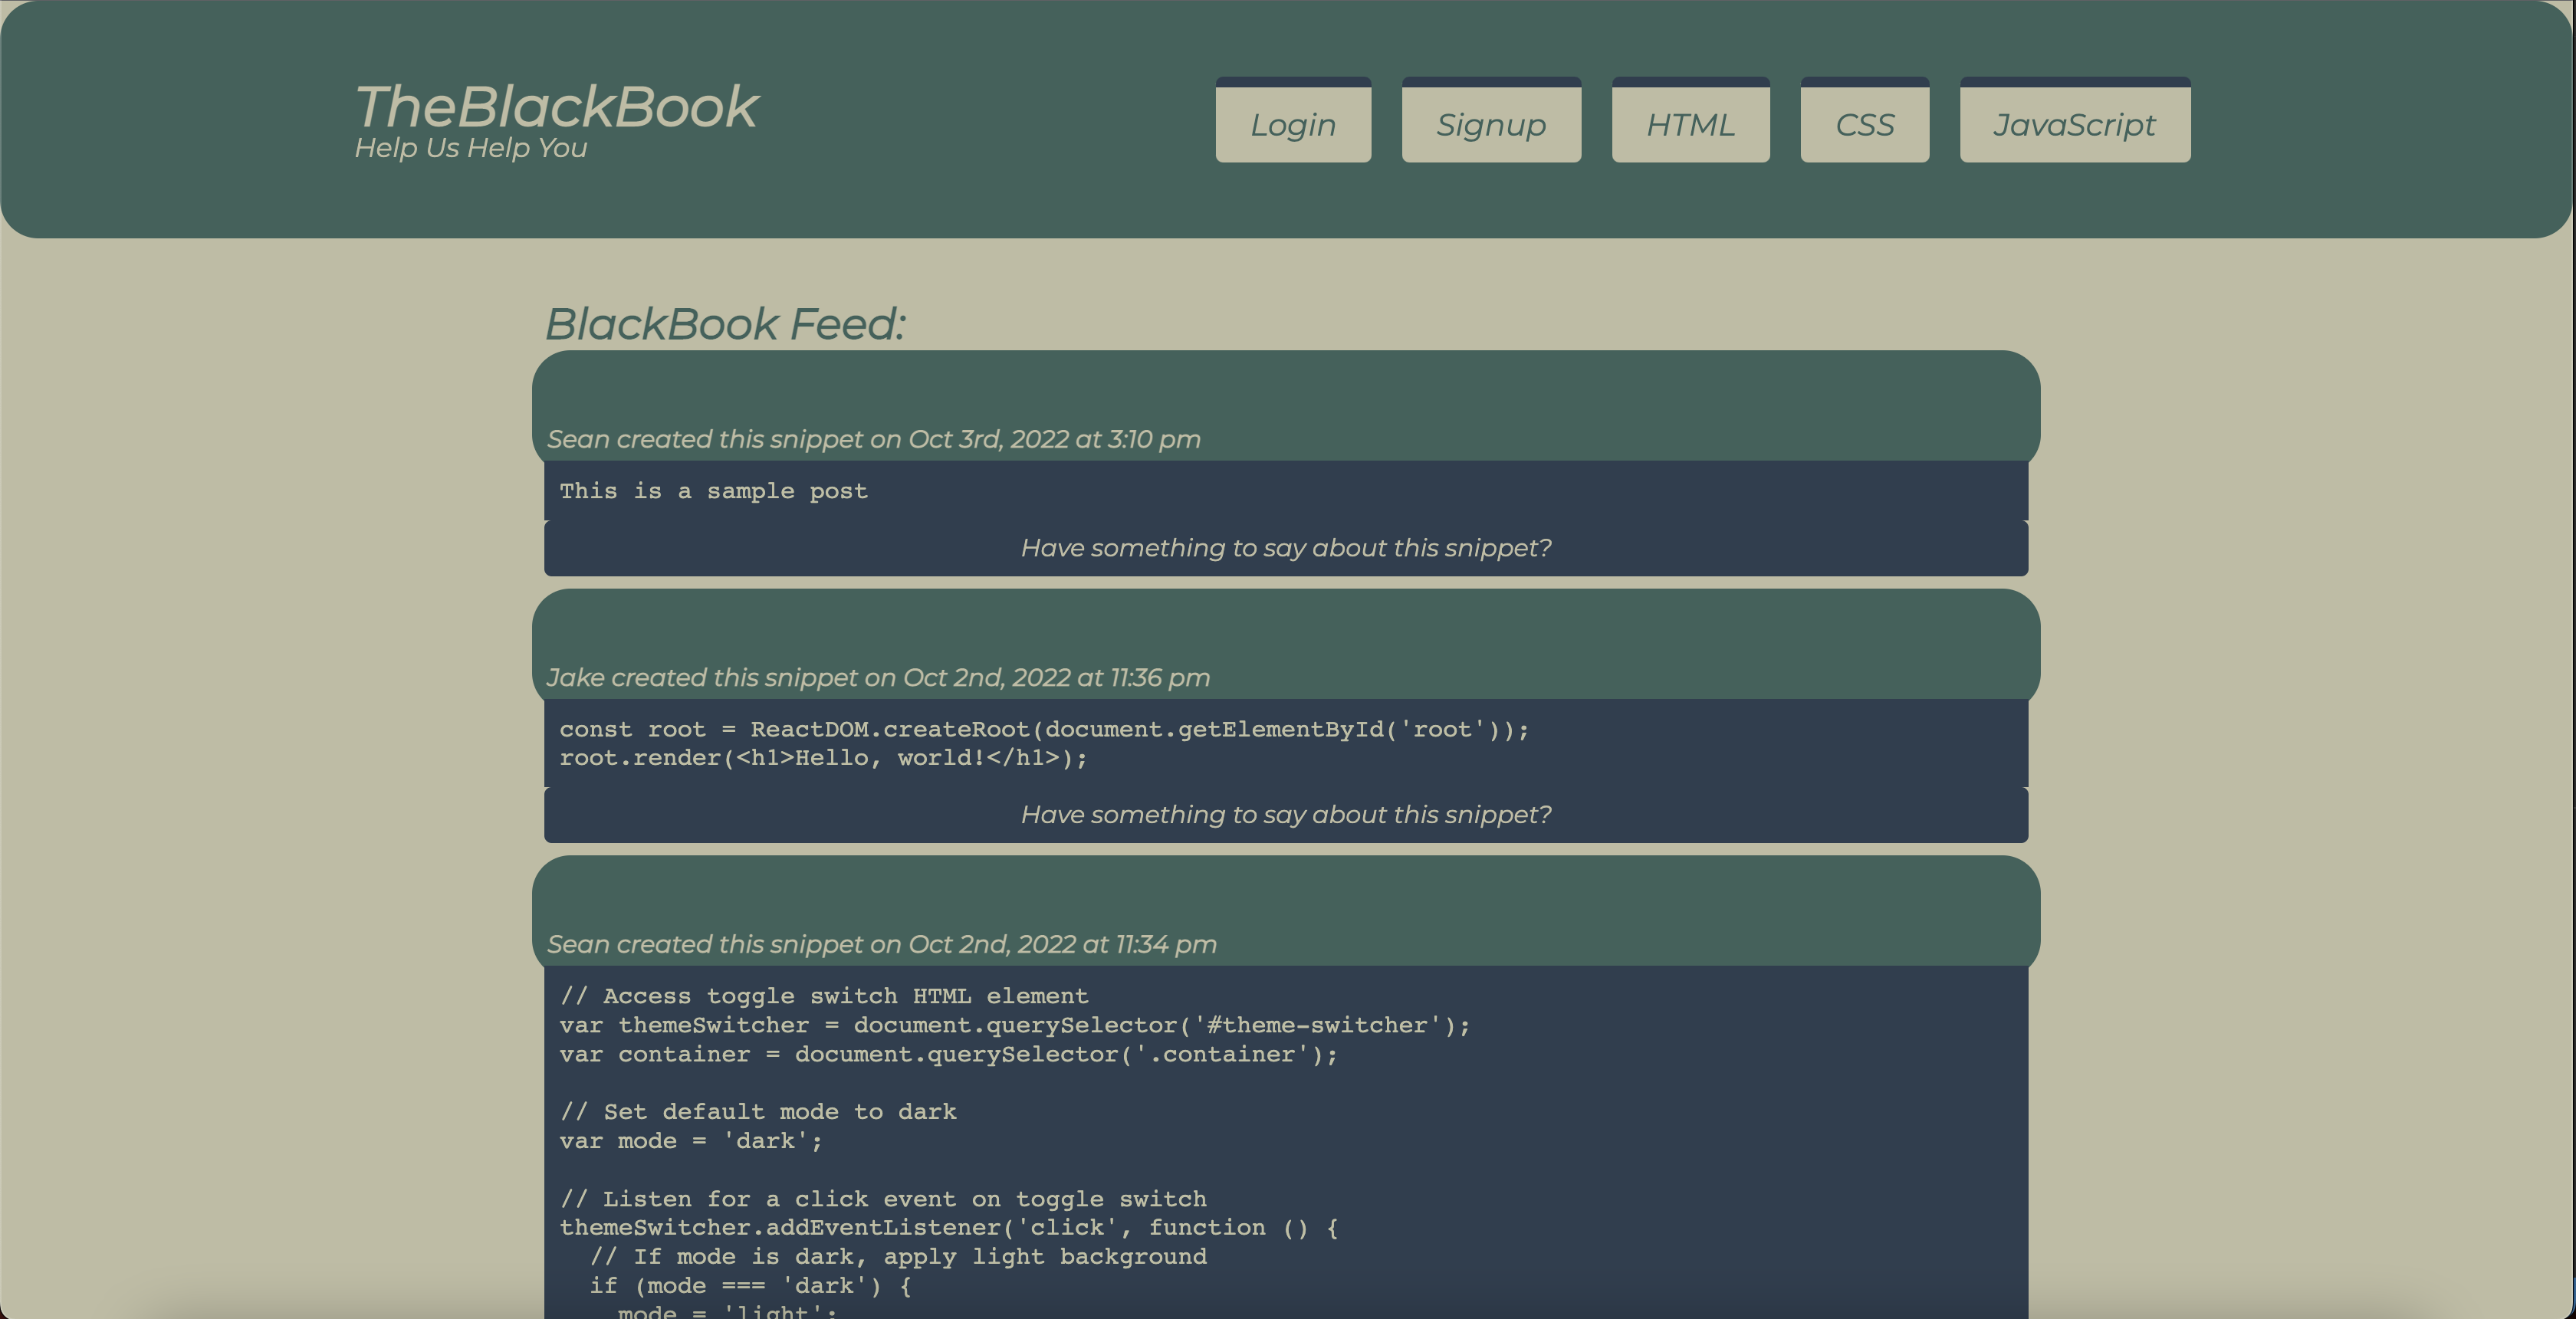 TheBlackBook
Help Us Help You
Login
Signup
HTML
CSS
JavaScript
BlackBook Feed:
Sean created this snippet on Oct 3rd, 2022 at 3:10 pm
This is a sample post
Have something to say about this snippet?
Jake created this snippet on Oct 2nd, 2022 at 11:36 pm
const root = ReactDOM.createRoot(document.getElementById('root'));
root.render(<h1>Hello, world!</h1>);
Have something to say about this snippet?
Sean created this snippet on Oct 2nd, 2022 at 11:34 pm
// Access toggle switch HTML element
var themeSwitcher = document.querySelector('#theme-switcher');
var container = document.querySelector('.container');
// Set default mode to dark
var mode = 'dark';
// Listen for a click event on toggle switch
themeSwitcher.addEventListener('click', function () {
  // If mode is dark, apply light background
  if (mode === 'dark') {
    mode = 'light';